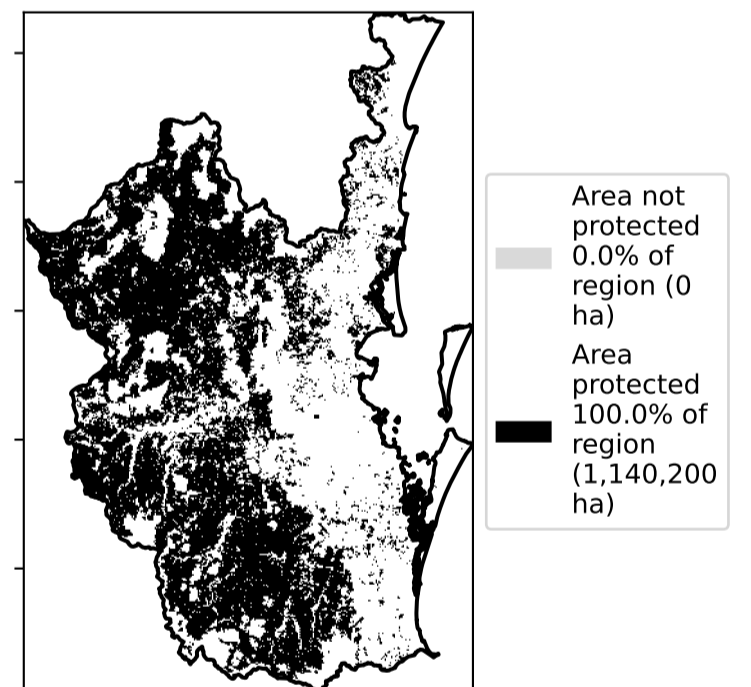 Area not
protected
0.0% of
region (0
ha)
Area
protected
100.0% of
region
(1,140,200
ha)